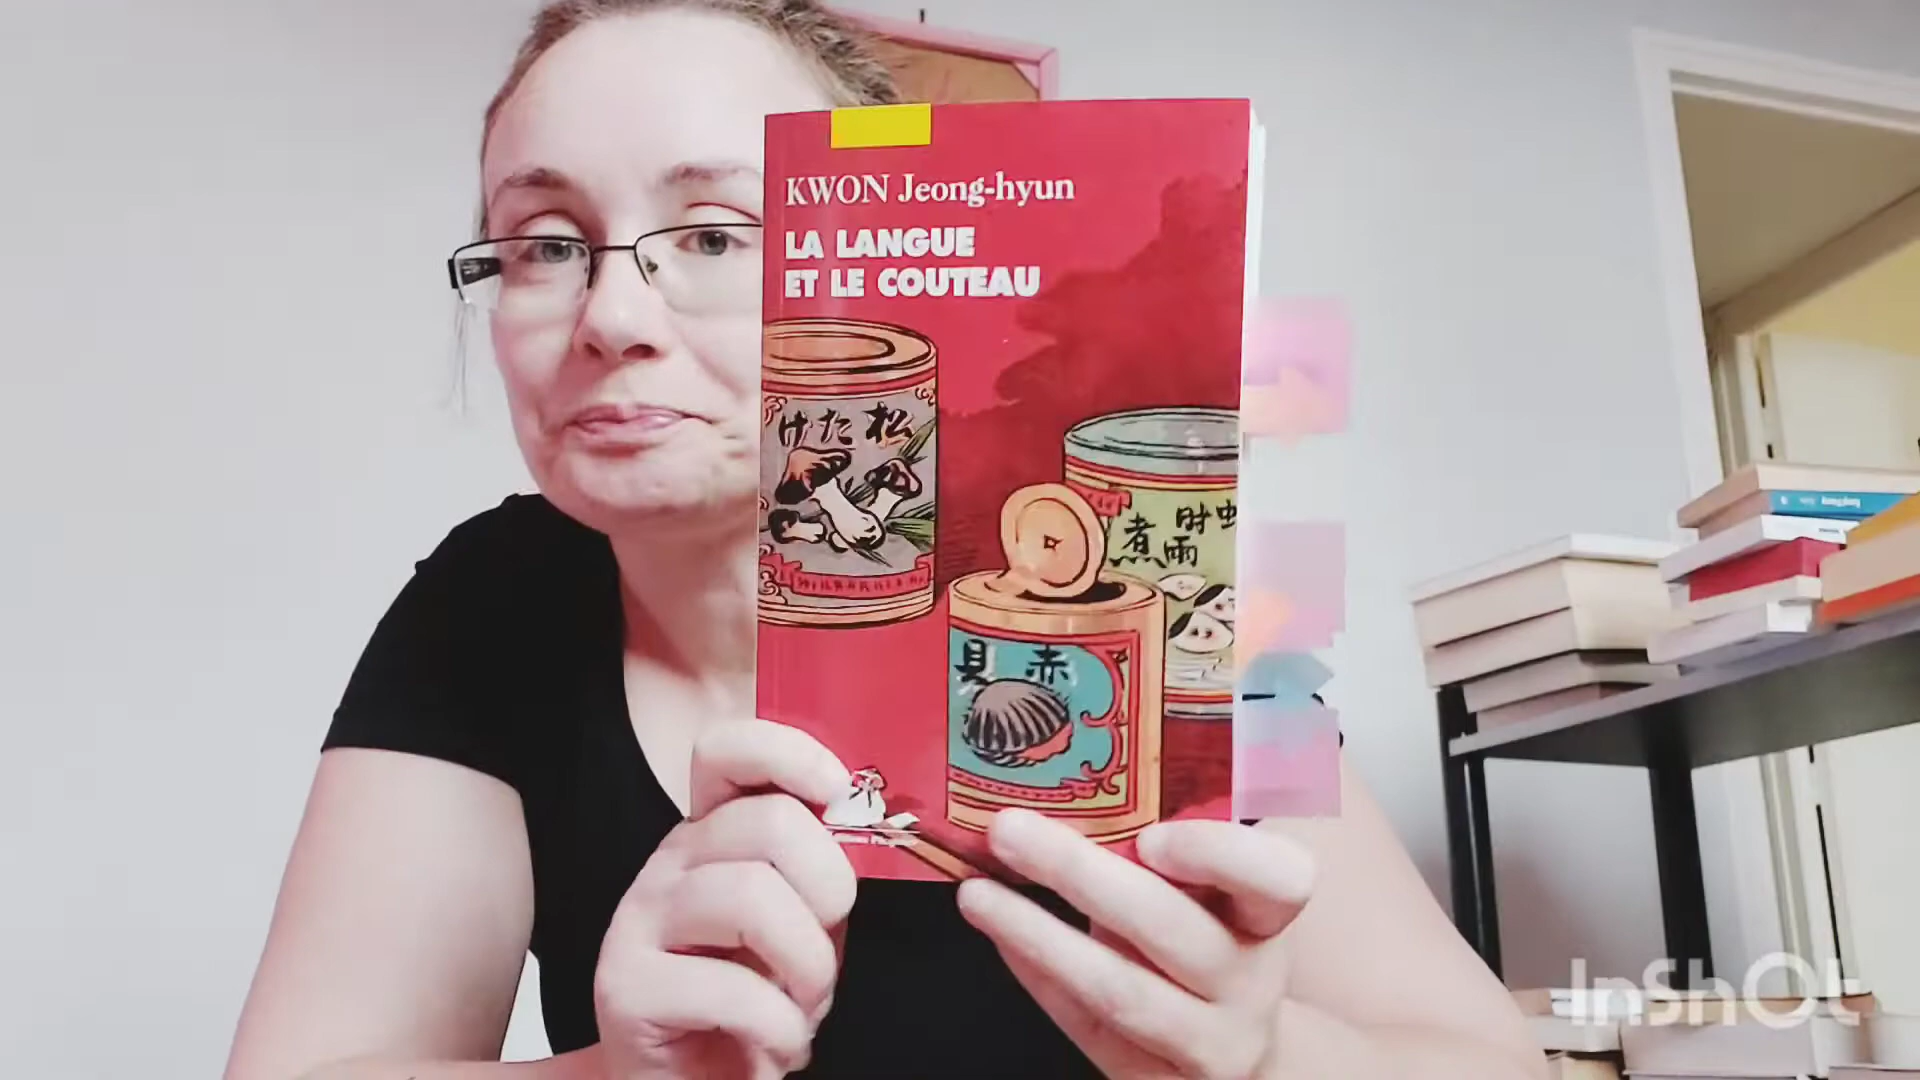 KWON Jeong-hyun
LA LANGUE
ET LE COUTEAU
けた松
煮 時雨
貝 赤
InShOt